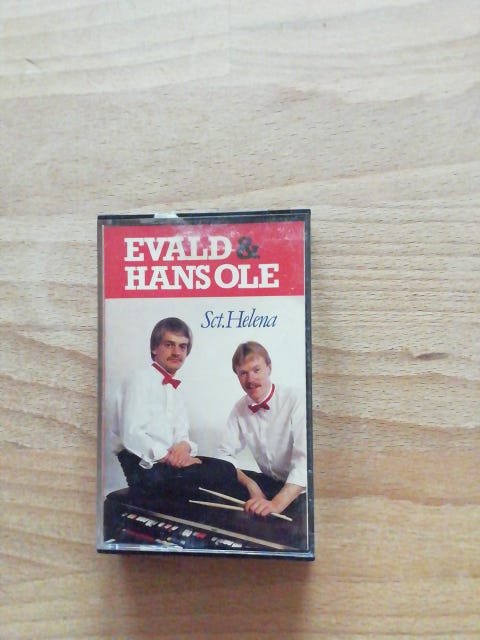 EVALD &
HANS OLE
Sct. Helena